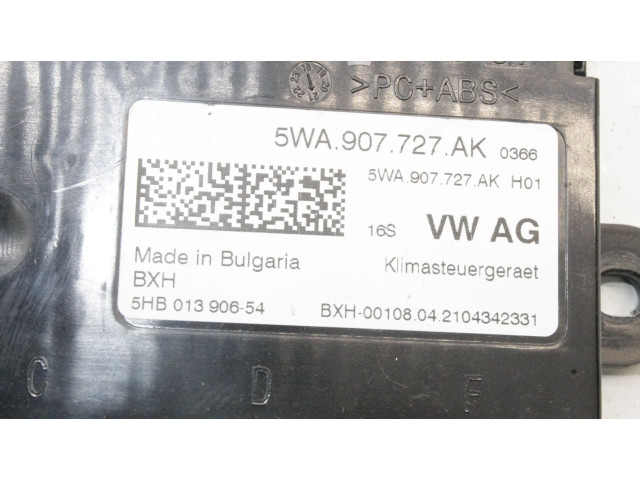 >PC+ABS<
5WA.907.727.AK 0366
5WA.907.727.AK H01
16S VW AG
Made in Bulgaria Klimasteuergeraet
BXH
5HB 013 906-54 BXH-00108.04.2104342331
C D F